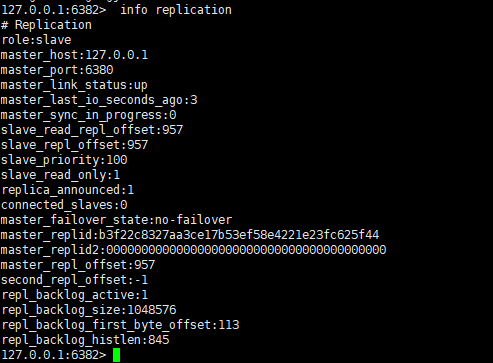 127.0.0.1:6382> info replication
# Replication
role:slave
master_host:127.0.0.1
master_port:6380
master_link_status:up
master_last_io_seconds_ago:3
master_sync_in_progress:0
slave_read_repl_offset:957
slave_repl_offset:957
slave_priority:100
slave_read_only:1
replica_announced:1
connected_slaves:0
master_failover_state:no-failover
master_replid:b3f22c8327aa3ce17b53ef58e4221e23fc625f44
master_replid2:0000000000000000000000000000000000000000
master_repl_offset:957
second_repl_offset:-1
repl_backlog_active:1
repl_backlog_size:1048576
repl_backlog_first_byte_offset:113
repl_backlog_histlen:845
127.0.0.1:6382>